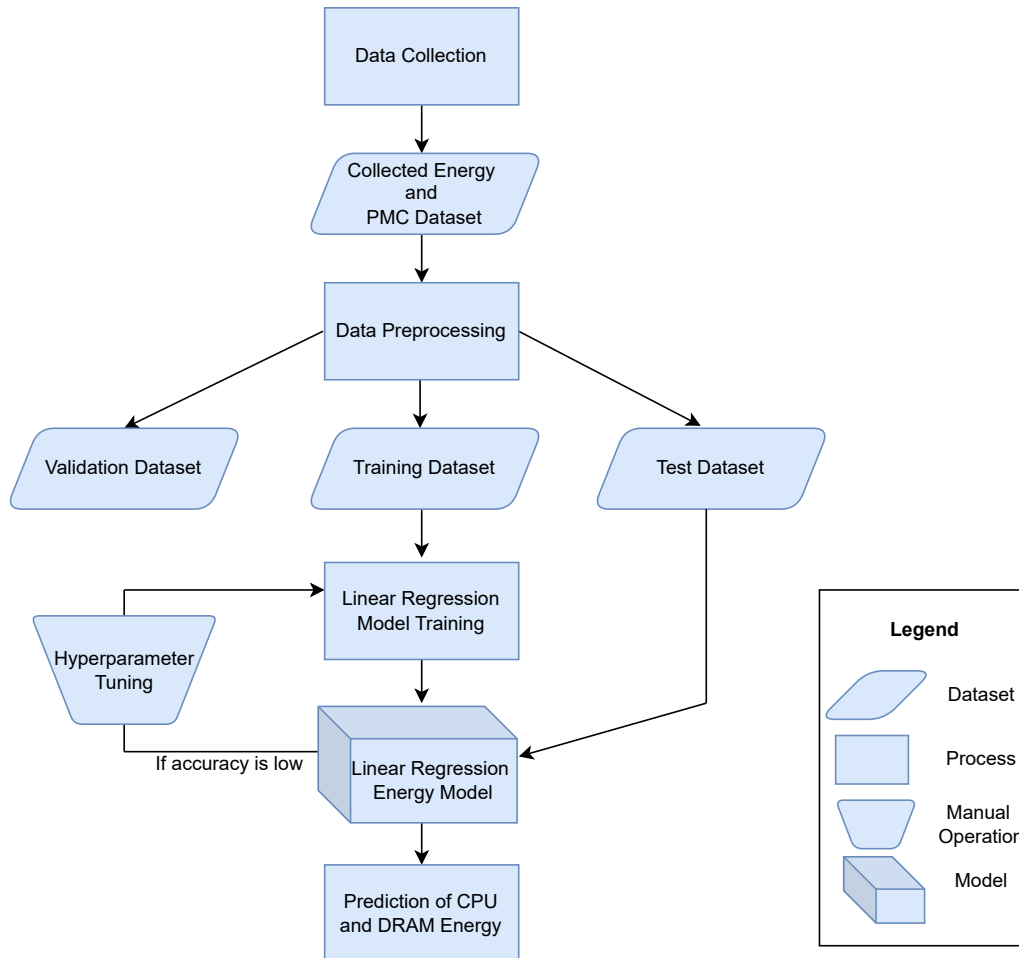 Data Collection
Collected Energy
and
PMC Dataset
Data Preprocessing
Validation Dataset
Training Dataset
Test Dataset
Linear Regression
Model Training
Hyperparameter
Tuning
If accuracy is low
Linear Regression
Energy Model
Prediction of CPU
and DRAM Energy
Legend
Dataset
Process
Manual
Operation
Model